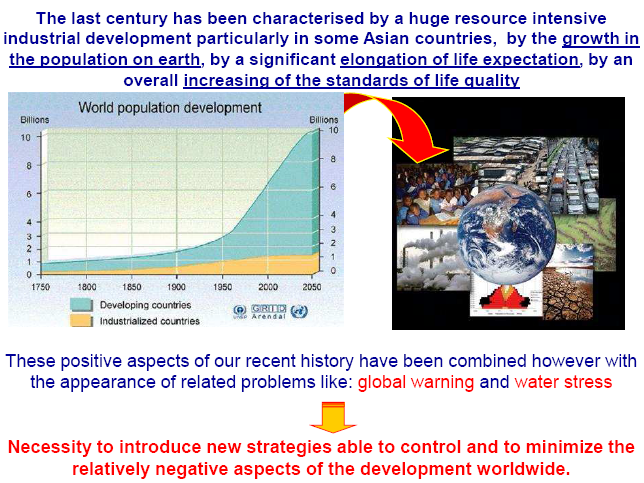 The last century has been characterised by a huge resource intensive
industrial development particularly in some Asian countries, by the growth in
the population on earth, by a significant elongation of life expectation, by an
overall increasing of the standards of life quality
World population development
Billions
Billions
10
8
6
4
3
2
1
0
10
8
6
4
3
2
1
0
1750 1800 1850 1900 1950 2000 2050
Developing countries
Industrialized countries
UNEP
GRID
Arendal
These positive aspects of our recent history have been combined however with
the appearance of related problems like: global warning and water stress
Necessity to introduce new strategies able to control and to minimize the
relatively negative aspects of the development worldwide.